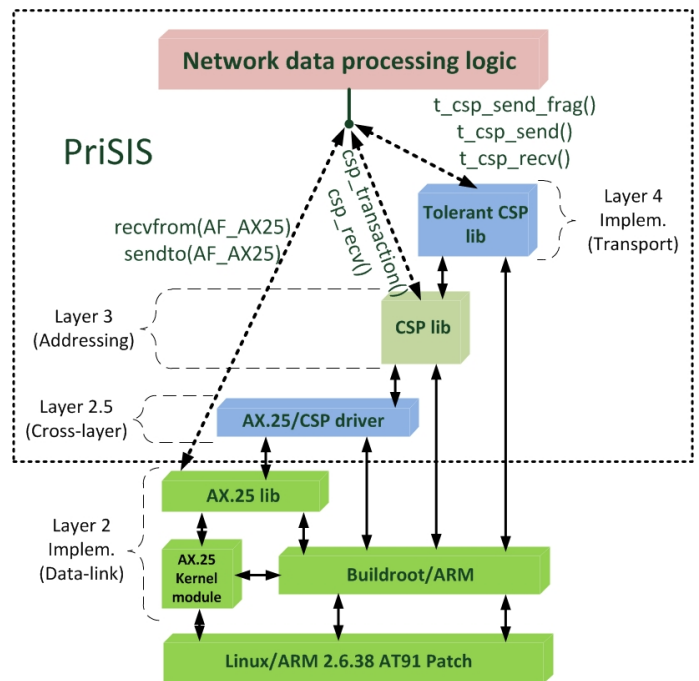 Network data processing logic
PriSIS
t_csp_send_frag()
t_csp_send()
t_csp_recv()
csp_transaction()
csp_recv()
recvfrom(AF_AX25)
sendto(AF_AX25)
Tolerant CSP
lib
Layer 4
Implem.
(Transport)
Layer 3
(Addressing)
CSP lib
Layer 2.5
(Cross-layer)
AX.25/CSP driver
AX.25 lib
Layer 2
Implem.
(Data-link)
AX.25
Kernel
module
Buildroot/ARM
Linux/ARM 2.6.38 AT91 Patch